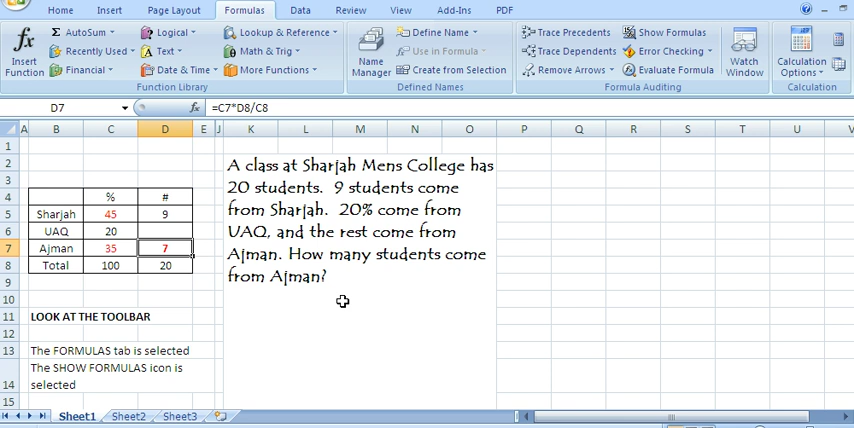 Home Insert Page Layout Formulas Data Review View Add-Ins PDF
fx Σ AutoSum Logical Lookup & Reference Define Name Trace Precedents Show Formulas
Recently Used Text Math & Trig Use in Formula Trace Dependents Error Checking
Insert Function Financial Date & Time More Functions Name Manager Create from Selection Remove Arrows Evaluate Formula Watch Window Calculation Options
Function Library Defined Names Formula Auditing Calculation
D7 fx =C7*D8/C8
A B C D E J K L M N O P Q R S T U V
1
2 A class at Sharjah Mens College has
3 20 students. 9 students come
4 % #
from Sharjah. 20% come from
5 Sharjah 45 9
6 UAQ 20
UAQ, and the rest come from
7 Ajman 35 7
Ajman. How many students come
8 Total 100 20
from Ajman?
9
10
11 LOOK AT THE TOOLBAR
12
13 The FORMULAS tab is selected
The SHOW FORMULAS icon is
14 selected
15
Sheet1 Sheet2 Sheet3